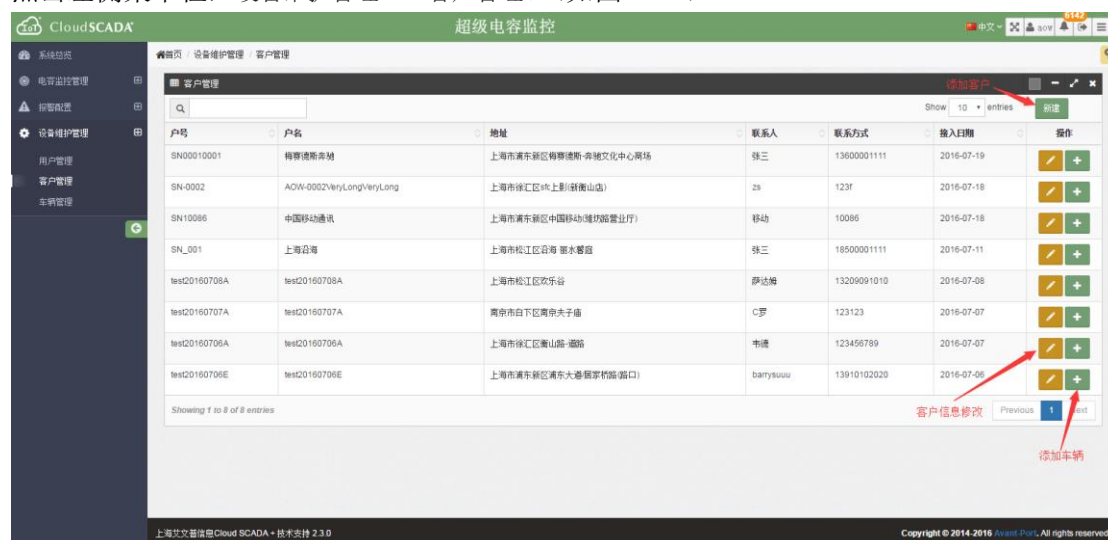 CloudSCADA
超级电容监控
中文
6142
aov
系统总览
电容监控管理
报警配置
设备维护管理
用户管理
客户管理
车辆管理
首页 / 设备维护管理 / 客户管理
客户管理
添加客户
Show 10 entries
新建
户号 户名 地址 联系人 联系方式 接入日期 操作
SN00010001 梅赛德斯奔驰 上海市浦东新区梅赛德斯-奔驰文化中心商场 张三 13600001111 2016-07-19
SN-0002 AOW-0002VeryLongVeryLong 上海市徐汇区sfc上影(新衡山店) zs 123f 2016-07-18
SN10086 中国移动通讯 上海市浦东新区中国移动(潍坊路营业厅) 移动 10086 2016-07-18
SN_001 上海沿海 上海市松江区沿海 丽水馨庭 张三 18500001111 2016-07-11
test20160708A test20160708A 上海市松江区欢乐谷 萨达姆 13209091010 2016-07-08
test20160707A test20160707A 南京市白下区南京夫子庙 C罗 123123 2016-07-07
test20160706A test20160706A 上海市徐汇区衡山路-道路 韦德 123456789 2016-07-07
test20160706E test20160706E 上海市浦东新区浦东大道居家桥路(路口) barrysuuu 13910102020 2016-07-06
Showing 1 to 8 of 8 entries
客户信息修改
Previous 1 Next
添加车辆
上海艾文普信息Cloud SCADA + 技术支持 2.3.0
Copyright © 2014-2016 Avant-Port. All rights reserved